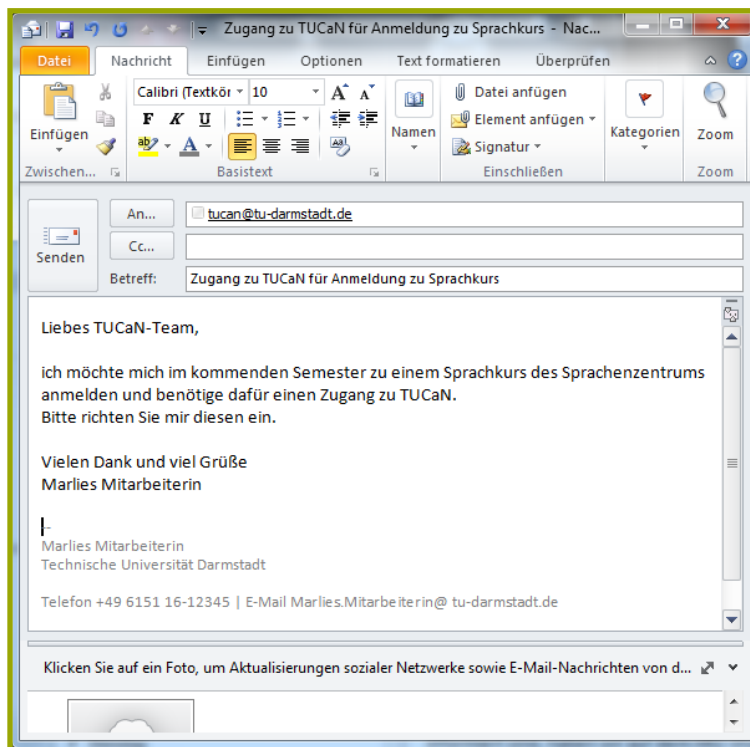 Zugang zu TUCaN für Anmeldung zu Sprachkurs - Nac...
Datei Nachricht Einfügen Optionen Text formatieren Überprüfen
Calibri (Textkör 10 A A
Datei anfügen
F K U
Element anfügen
Einfügen
Namen
Kategorien
Zoom
ab A
Signatur
Zwischen... Basistext Einschließen Zoom
An... tucan@tu-darmstadt.de
Cc...
Senden
Betreff: Zugang zu TUCaN für Anmeldung zu Sprachkurs
Liebes TUCaN-Team,
ich möchte mich im kommenden Semester zu einem Sprachkurs des Sprachenzentrums
anmelden und benötige dafür einen Zugang zu TUCaN.
Bitte richten Sie mir diesen ein.
Vielen Dank und viel Grüße
Marlies Mitarbeiterin
--
Marlies Mitarbeiterin
Technische Universität Darmstadt
Telefon +49 6151 16-12345 | E-Mail Marlies.Mitarbeiterin@ tu-darmstadt.de
Klicken Sie auf ein Foto, um Aktualisierungen sozialer Netzwerke sowie E-Mail-Nachrichten von d...